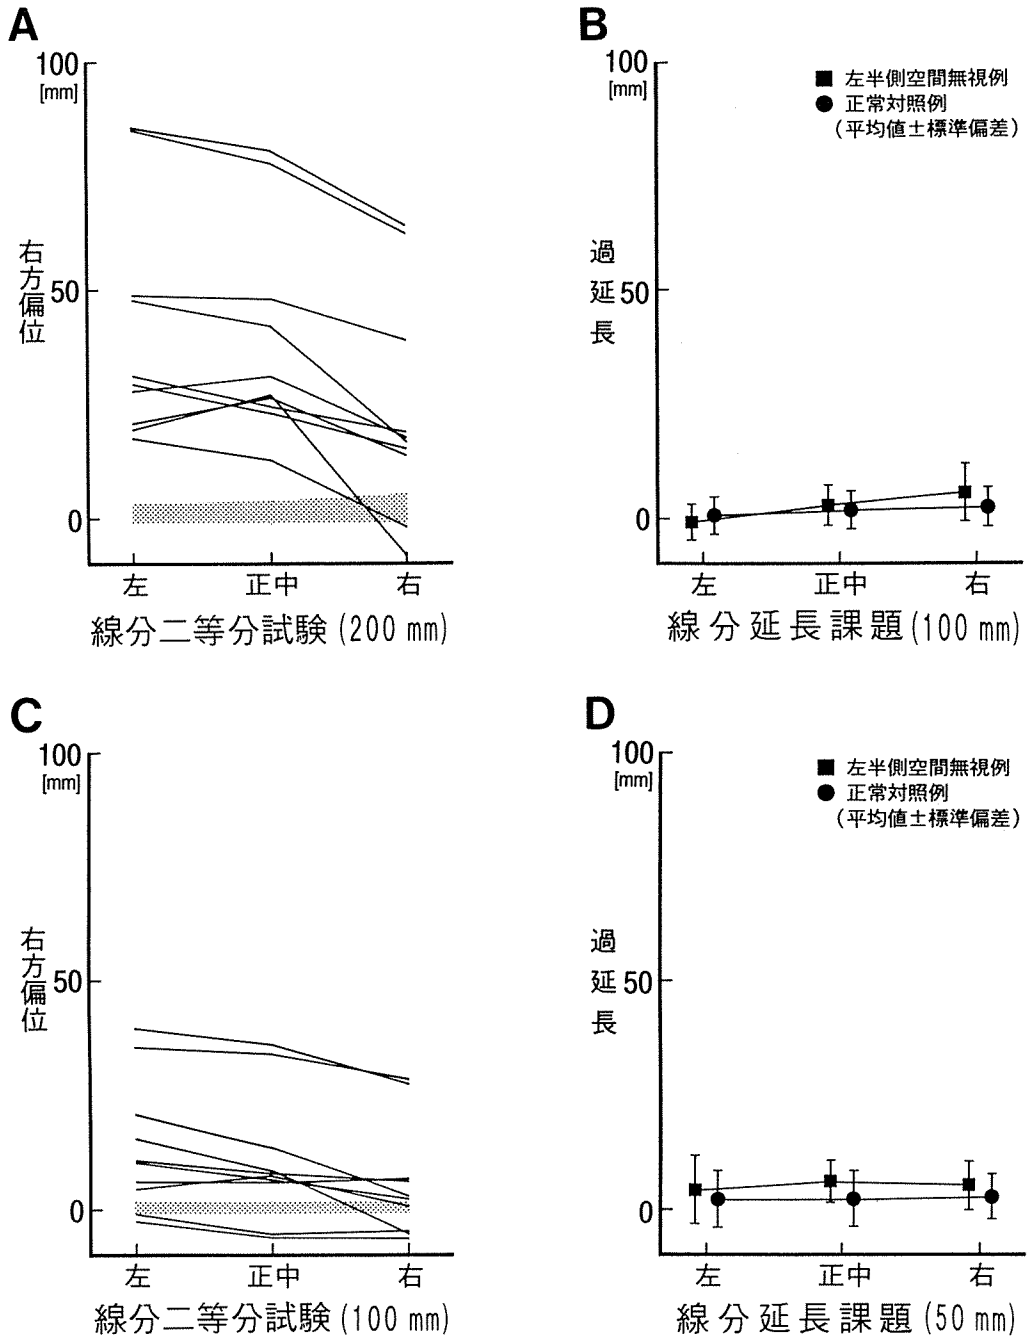 A
100
[mm]
右方偏位
50
0
左 正中 右
線分二等分試験(200 mm)
B
100
[mm]
■ 左半側空間無視例
● 正常対照例
(平均値±標準偏差)
過延長
50
0
左 正中 右
線分延長課題(100 mm)
C
100
[mm]
右方偏位
50
0
左 正中 右
線分二等分試験(100 mm)
D
100
[mm]
■ 左半側空間無視例
● 正常対照例
(平均値±標準偏差)
過延長
50
0
左 正中 右
線分延長課題(50 mm)